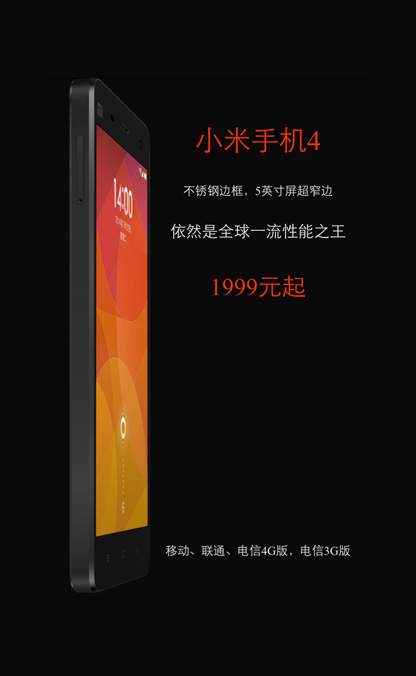 小米手机4
不锈钢边框，5英寸屏超窄边
依然是全球一流性能之王
1999元起
14:00
移动、联通、电信4G版，电信3G版